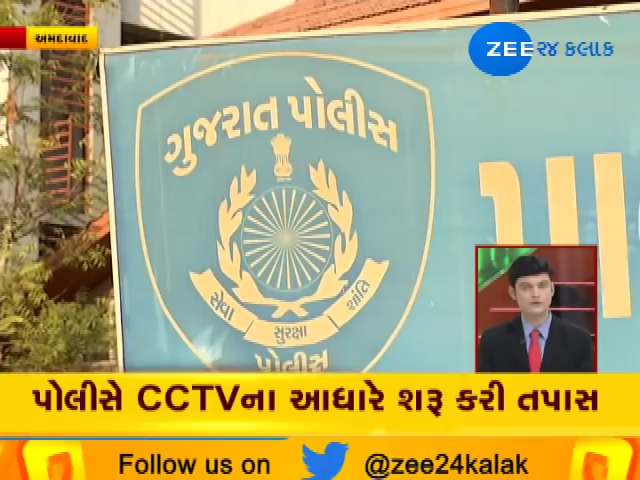 અમદાવાદ
ZEE ૨૪ કલાક
ગુજરાત પોલીસ
સેવા સુરક્ષા શાંતિ
પોલીસ
પોલીસે CCTVના આધારે શરૂ કરી તપાસ
Follow us on @zee24kalak